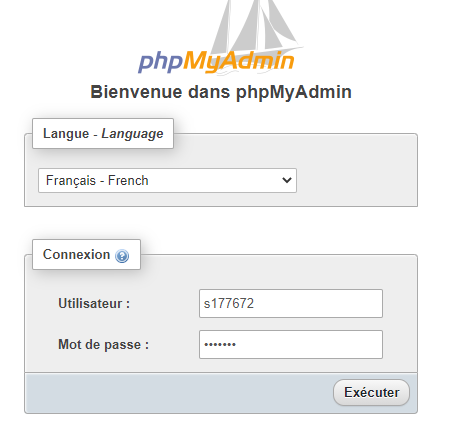 phpMyAdmin
Bienvenue dans phpMyAdmin
Langue - Language
Français - French
Connexion
Utilisateur : s177672
Mot de passe : •••••••
Exécuter